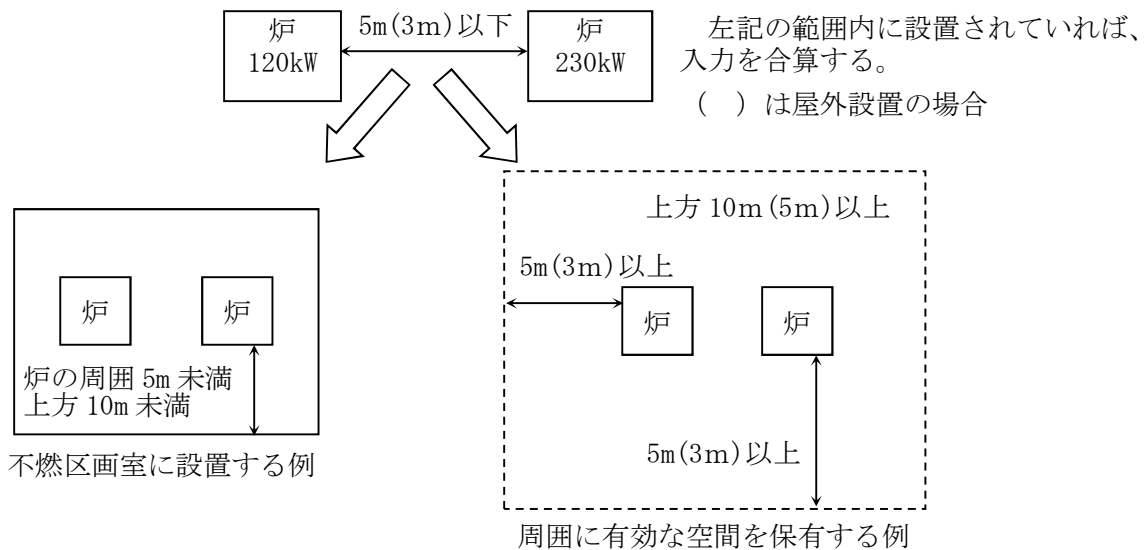 炉
120kW
5m(3m)以下
炉
230kW
左記の範囲内に設置されていれば、
入力を合算する。
(　)は屋外設置の場合
炉
炉
炉の周囲 5m 未満
上方 10m 未満
不燃区画室に設置する例
上方 10m(5m)以上
5m(3m)以上
炉
炉
5m(3m)以上
周囲に有効な空間を保有する例